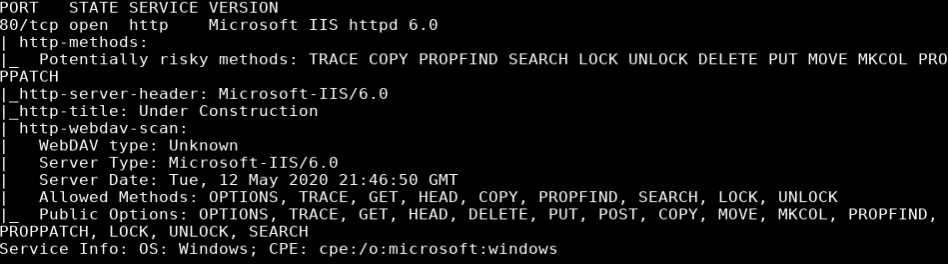 PORT   STATE SERVICE VERSION
80/tcp open  http    Microsoft IIS httpd 6.0
| http-methods:
|_  Potentially risky methods: TRACE COPY PROPFIND SEARCH LOCK UNLOCK DELETE PUT MOVE MKCOL PRO
PPATCH
|_http-server-header: Microsoft-IIS/6.0
|_http-title: Under Construction
| http-webdav-scan:
|   WebDAV type: Unknown
|   Server Type: Microsoft-IIS/6.0
|   Server Date: Tue, 12 May 2020 21:46:50 GMT
|   Allowed Methods: OPTIONS, TRACE, GET, HEAD, COPY, PROPFIND, SEARCH, LOCK, UNLOCK
|_  Public Options: OPTIONS, TRACE, GET, HEAD, DELETE, PUT, POST, COPY, MOVE, MKCOL, PROPFIND,
PROPPATCH, LOCK, UNLOCK, SEARCH
Service Info: OS: Windows; CPE: cpe:/o:microsoft:windows